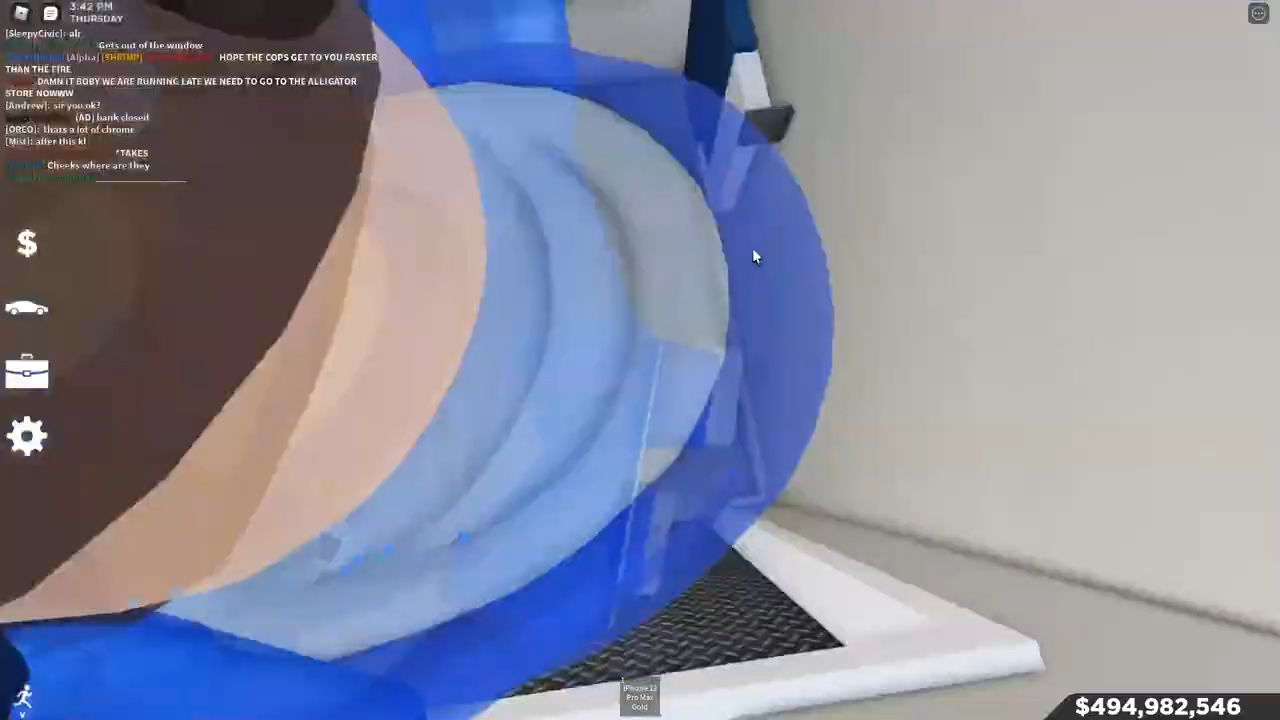 3:42 PM
THURSDAY
[SleepyCivic]: alr
Gets out of the window
[Alpha] [SHRIMP] HOPE THE COPS GET TO YOU FASTER
THAN THE FIRE
DAMN IT BOBY WE ARE RUNNING LATE WE NEED TO GO TO THE ALLIGATOR
STORE NOWWW
[Andrew]: sir you ok?
(AD) bank closed
[OREO]: thats a lot of chrome
[Mist]: after this kl
*TAKES
Cheeks where are they
$
V
1
iPhone 12
Pro Max
Gold
$494,982,546